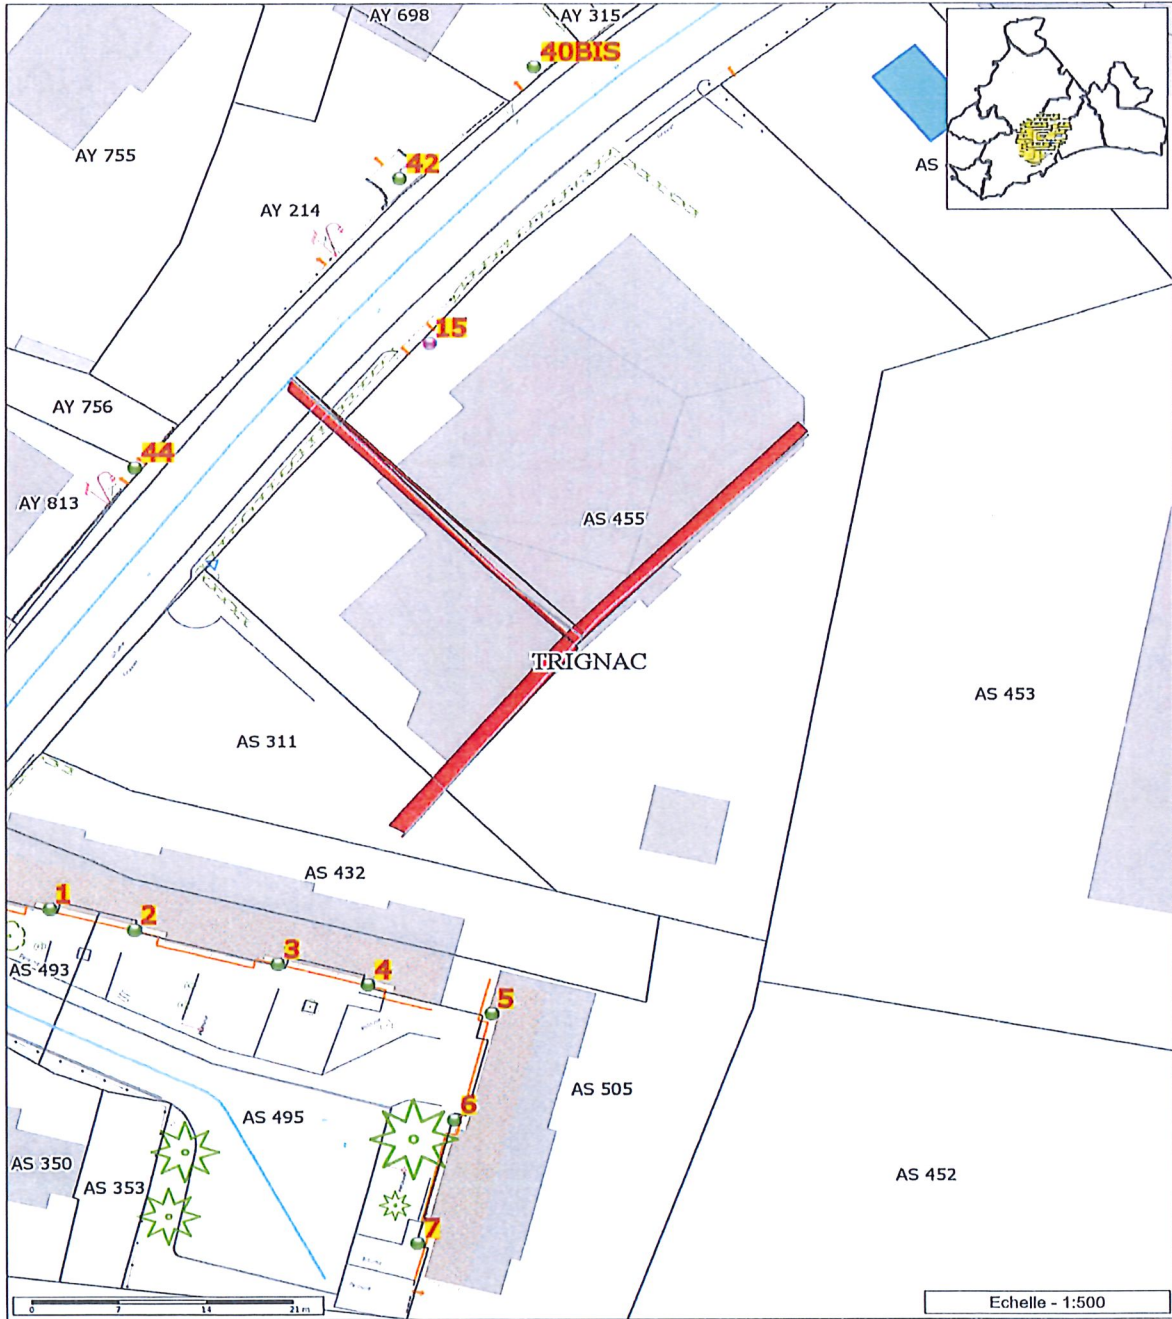 AY 698
AY 315
40BIS
AY 755
42
AS
AY 214
15
AY 756
44
AY 813
AS 455
TRIGNAC
AS 453
AS 311
AS 432
1
2
3
4
AS 493
5
AS 505
6
AS 495
AS 350
AS 353
AS 452
7
0 7 14 21 m
Echelle - 1:500